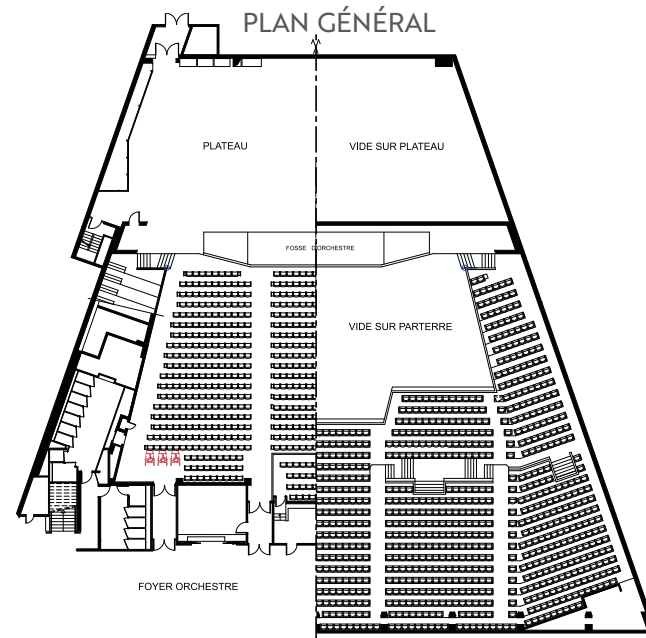 PLAN GÉNÉRAL
PLATEAU
VIDE SUR PLATEAU
FOSSE D'ORCHESTRE
VIDE SUR PARTERRE
FOYER ORCHESTRE